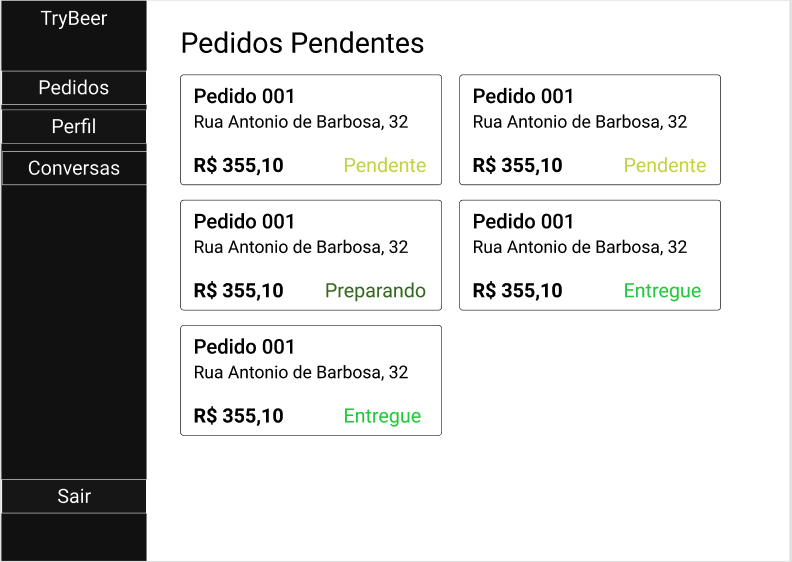 TryBeer
Pedidos
Perfil
Conversas
Sair
Pedidos Pendentes
Pedido 001
Rua Antonio de Barbosa, 32
R$ 355,10 Pendente
Pedido 001
Rua Antonio de Barbosa, 32
R$ 355,10 Pendente
Pedido 001
Rua Antonio de Barbosa, 32
R$ 355,10 Preparando
Pedido 001
Rua Antonio de Barbosa, 32
R$ 355,10 Entregue
Pedido 001
Rua Antonio de Barbosa, 32
R$ 355,10 Entregue